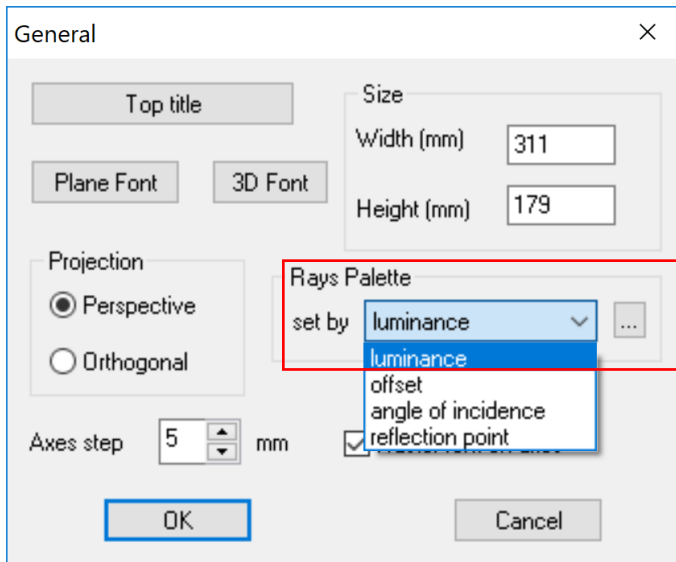 General
Top title
Plane Font
3D Font
Size
Width (mm)
311
Height (mm)
179
Projection
Perspective
Orthogonal
Rays Palette
set by
luminance
...
luminance
offset
angle of incidence
reflection point
Axes step
5
mm
OK
Cancel